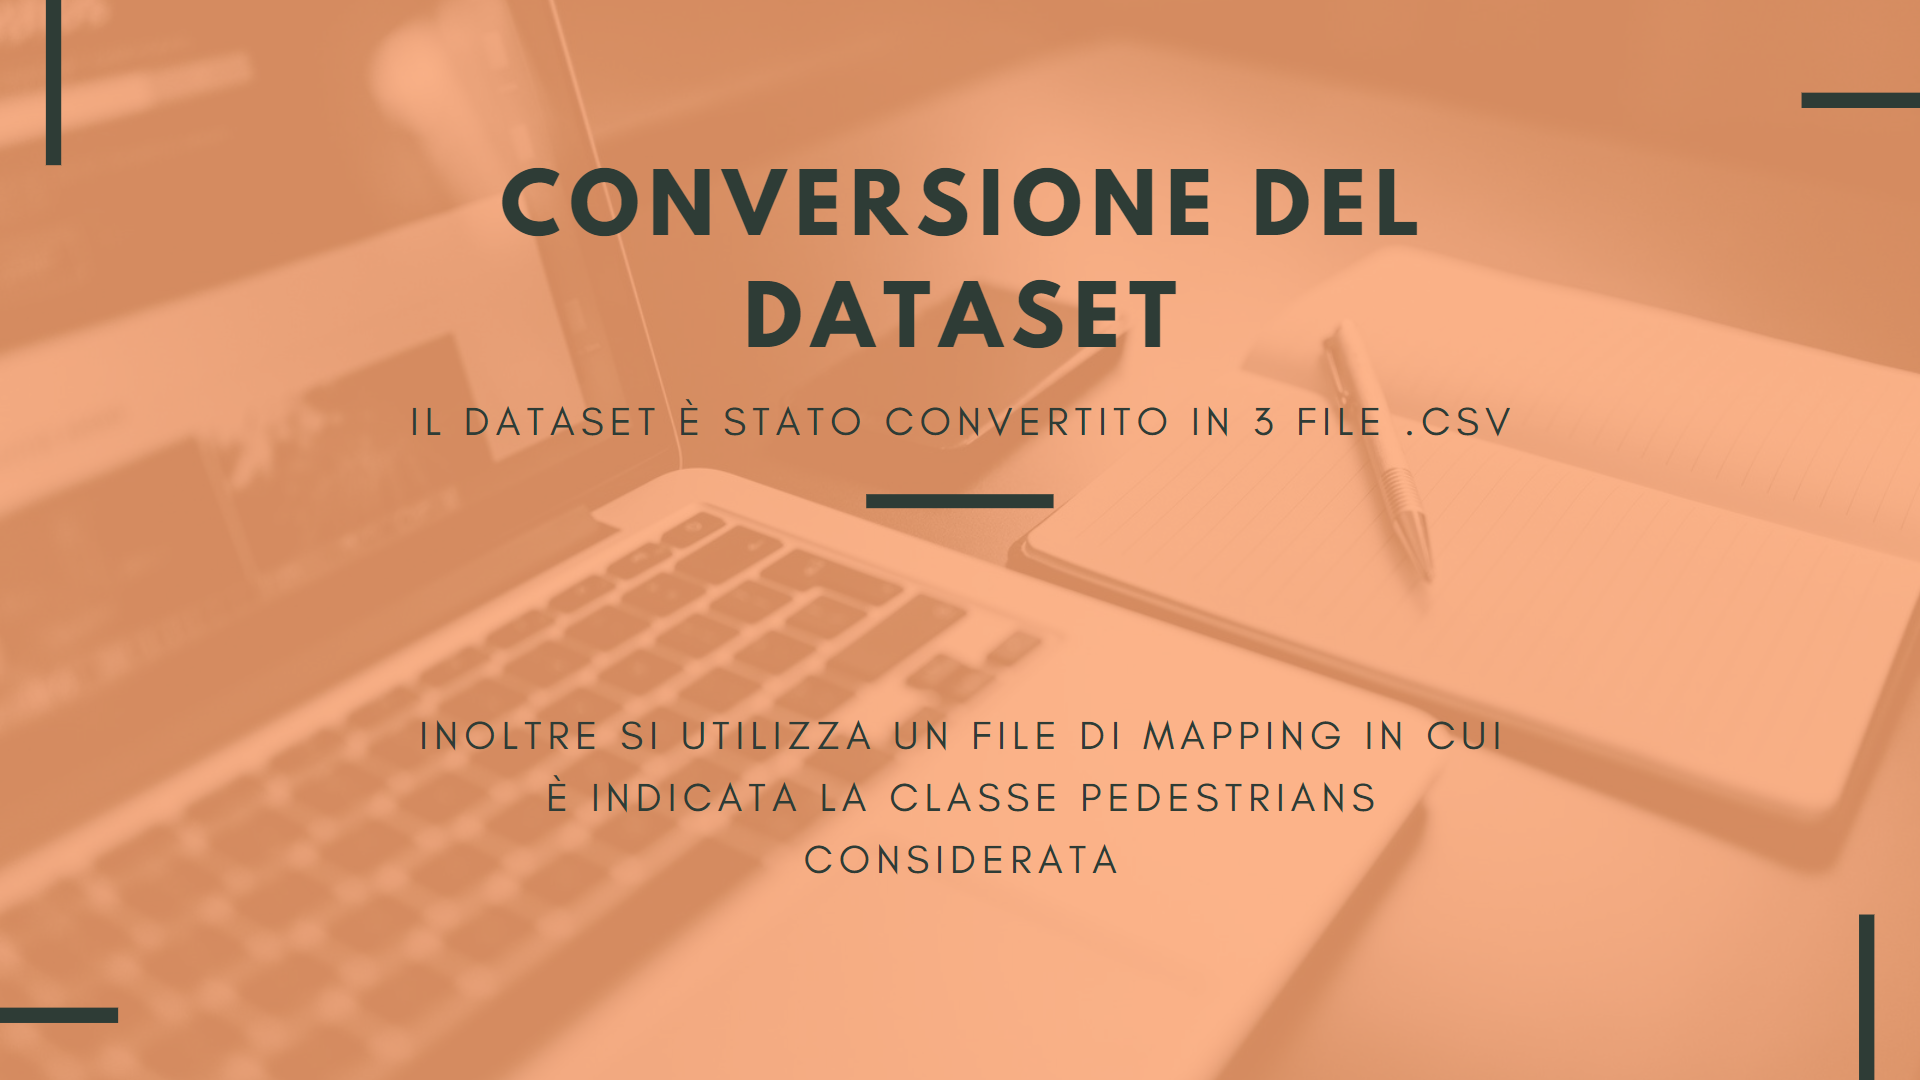 CONVERSIONE DEL
DATASET
IL DATASET È STATO CONVERTITO IN 3 FILE .CSV
INOLTRE SI UTILIZZA UN FILE DI MAPPING IN CUI
È INDICATA LA CLASSE PEDESTRIANS
CONSIDERATA